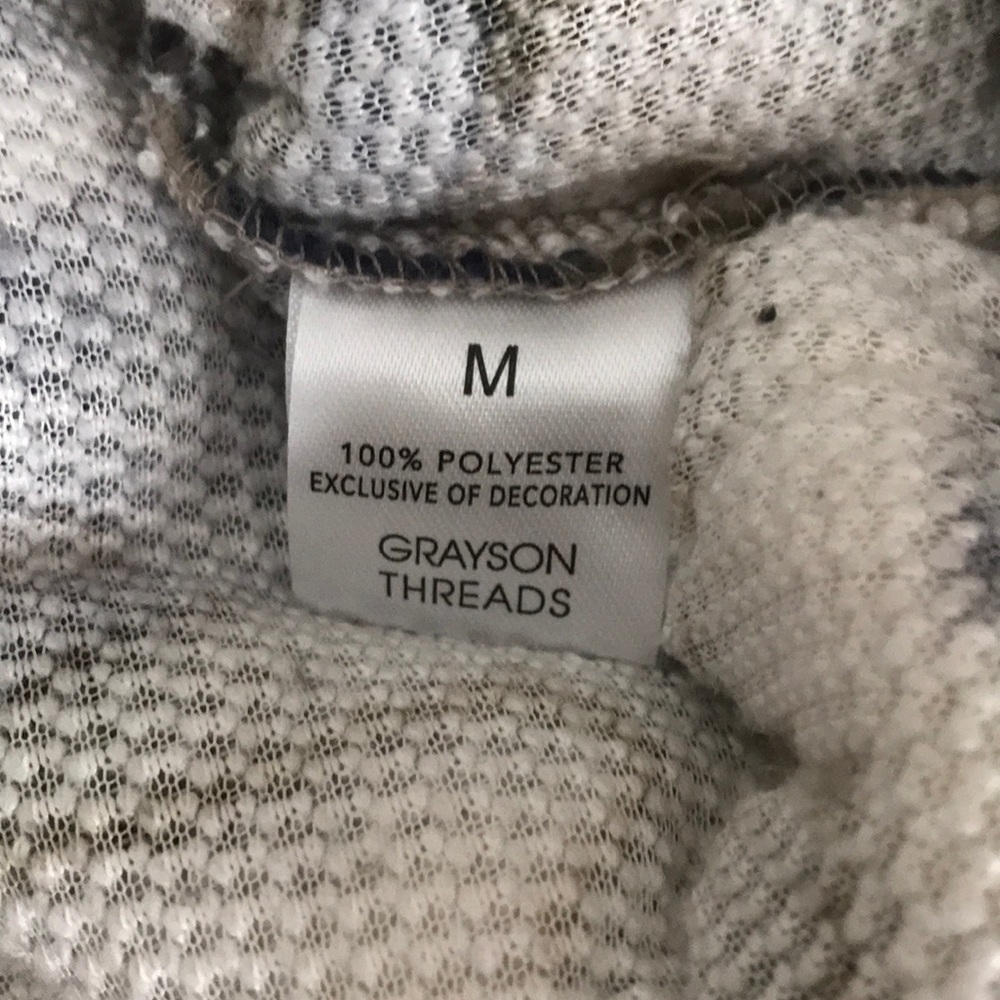 M
100% POLYESTER
EXCLUSIVE OF DECORATION
GRAYSON
THREADS